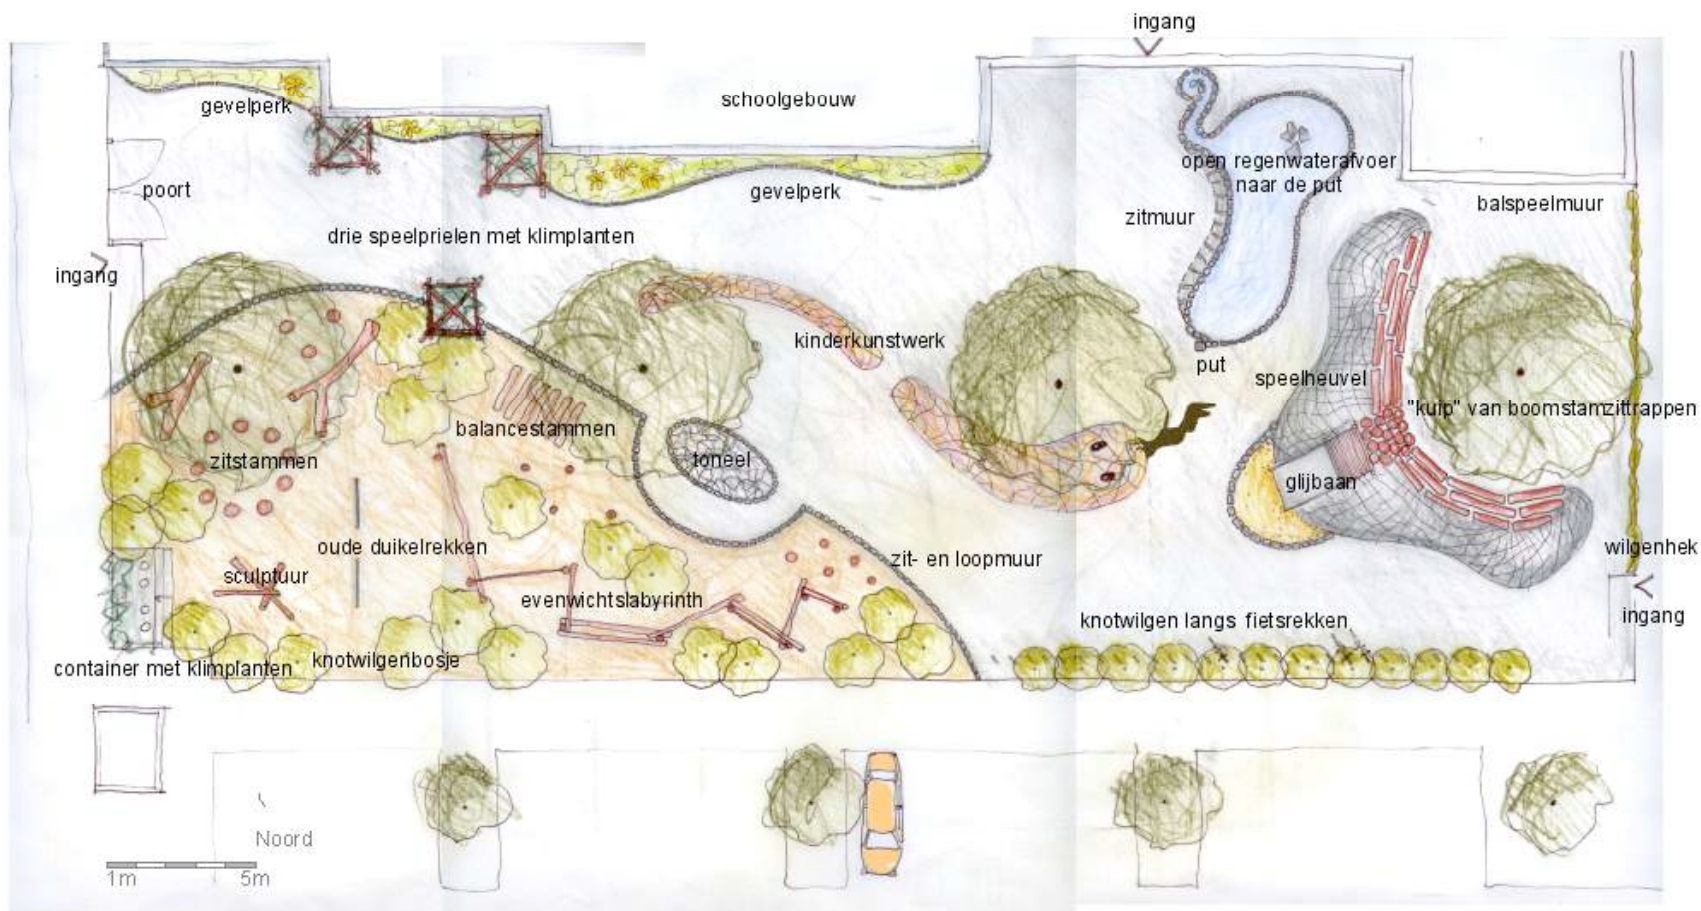 ingang
gevelperk
schoolgebouw
open regenwaterafvoer
naar de put
poort
gevelperk
zitmuur
balspeelmuur
drie speelprielen met klimplanten
ingang
kinderkunstwerk
put
speelheuvel
"kuip" van boomstamzittrappen
balancestammen
zitstammen
toneel
glijbaan
oude duikelrekken
zit- en loopmuur
wilgenhek
sculptuur
evenwichtslabyrinth
knotwilgen langs fietsrekken
ingang
container met klimplanten
knotwilgenbosje
Noord
1m 5m